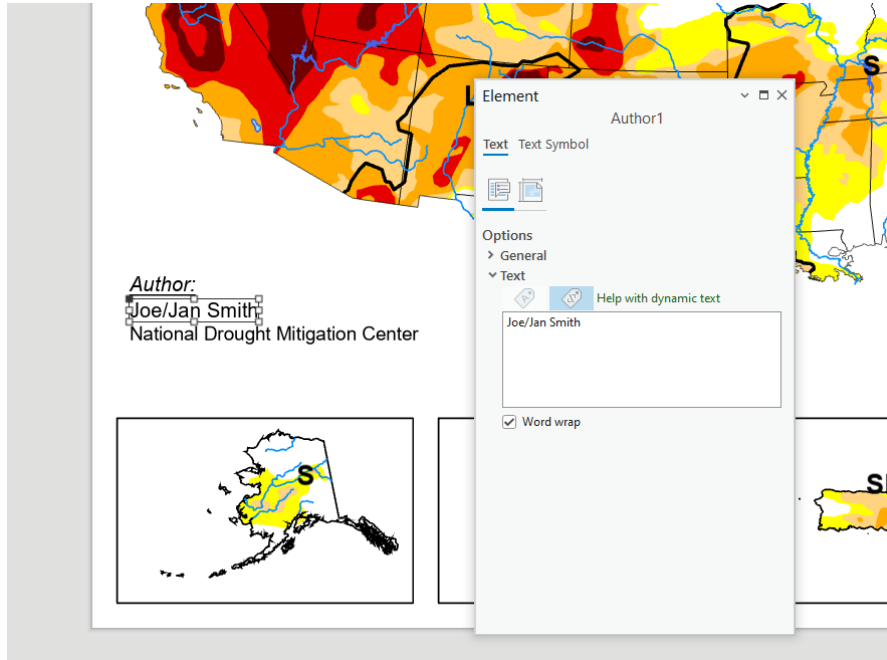 S
L
Element
Author1
Text Text Symbol
Options
General
Text
Help with dynamic text
Joe/Jan Smith
Word wrap
Author:
Joe/Jan Smith
National Drought Mitigation Center
S
S